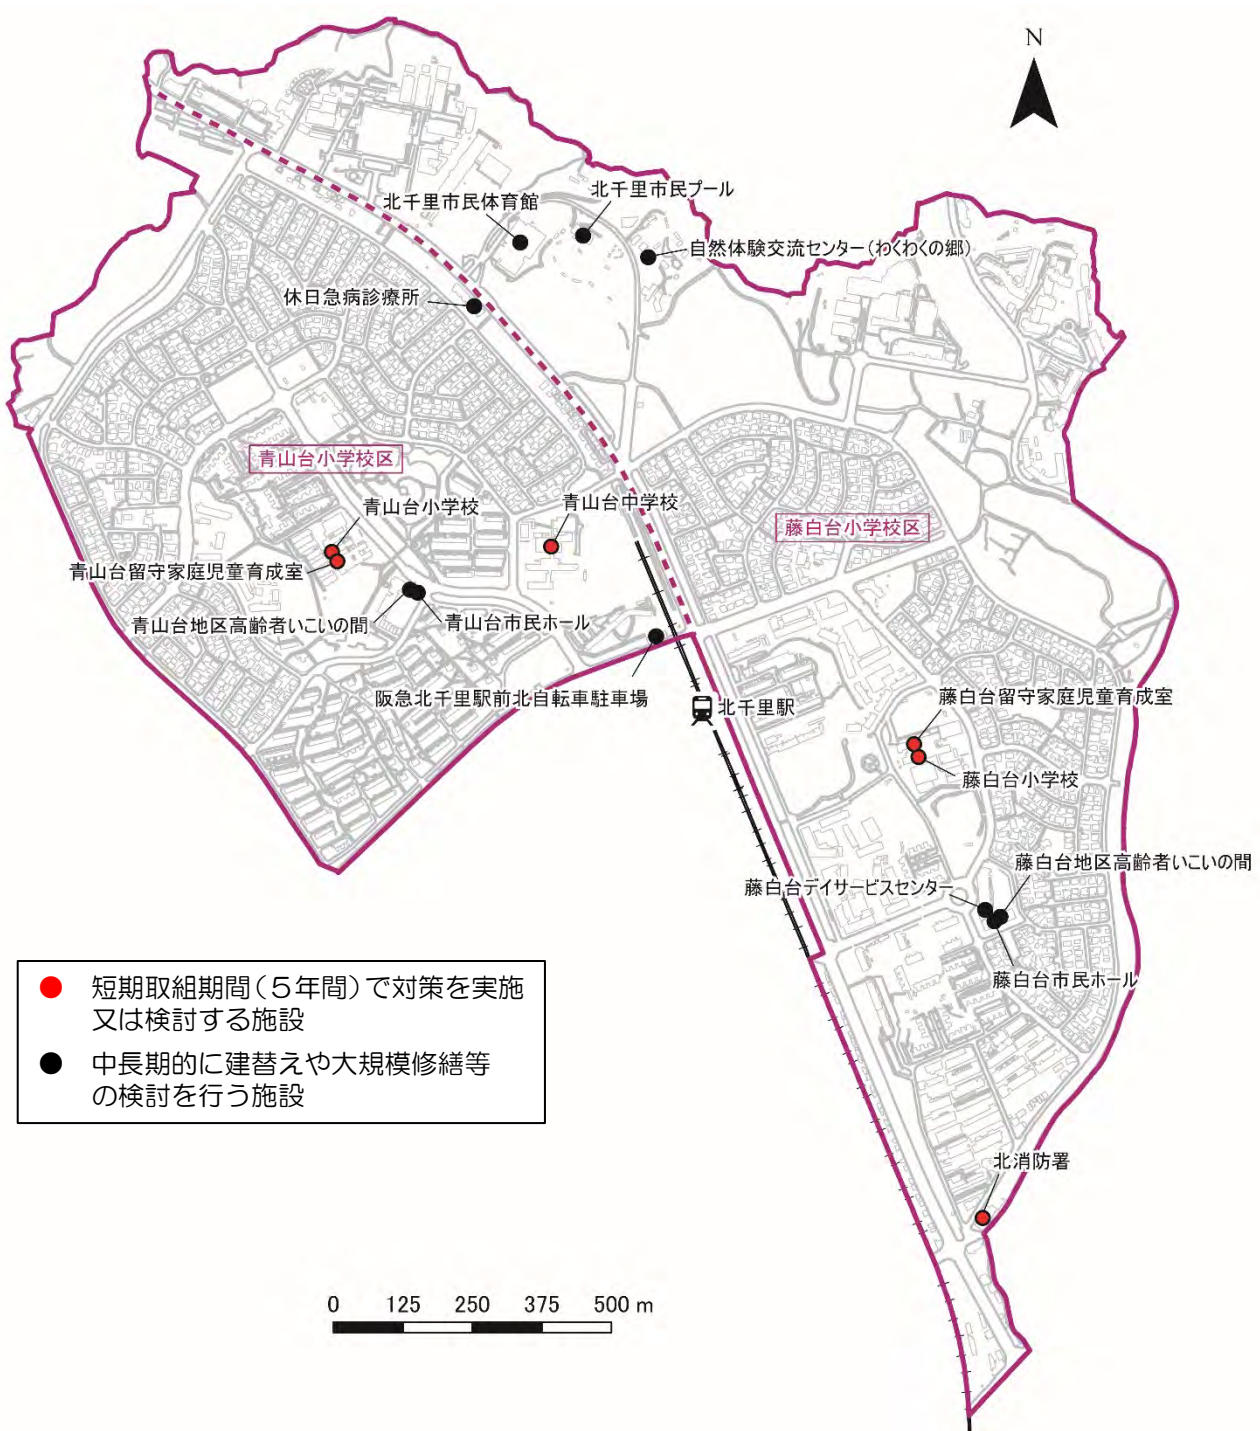 N
北千里市民プール
北千里市民体育館
自然体験交流センター（わくわくの郷）
休日急病診療所
青山台小学校区
青山台小学校
青山台中学校
藤白台小学校区
青山台留守家庭児童育成室
青山台地区高齢者いこいの間
青山台市民ホール
阪急北千里駅前北自転車駐車場
北千里駅
藤白台留守家庭児童育成室
藤白台小学校
藤白台地区高齢者いこいの間
藤白台デイサービスセンター
藤白台市民ホール
短期取組期間（５年間）で対策を実施
又は検討する施設
中長期的に建替えや大規模修繕等
の検討を行う施設
北消防署
0 125 250 375 500 m